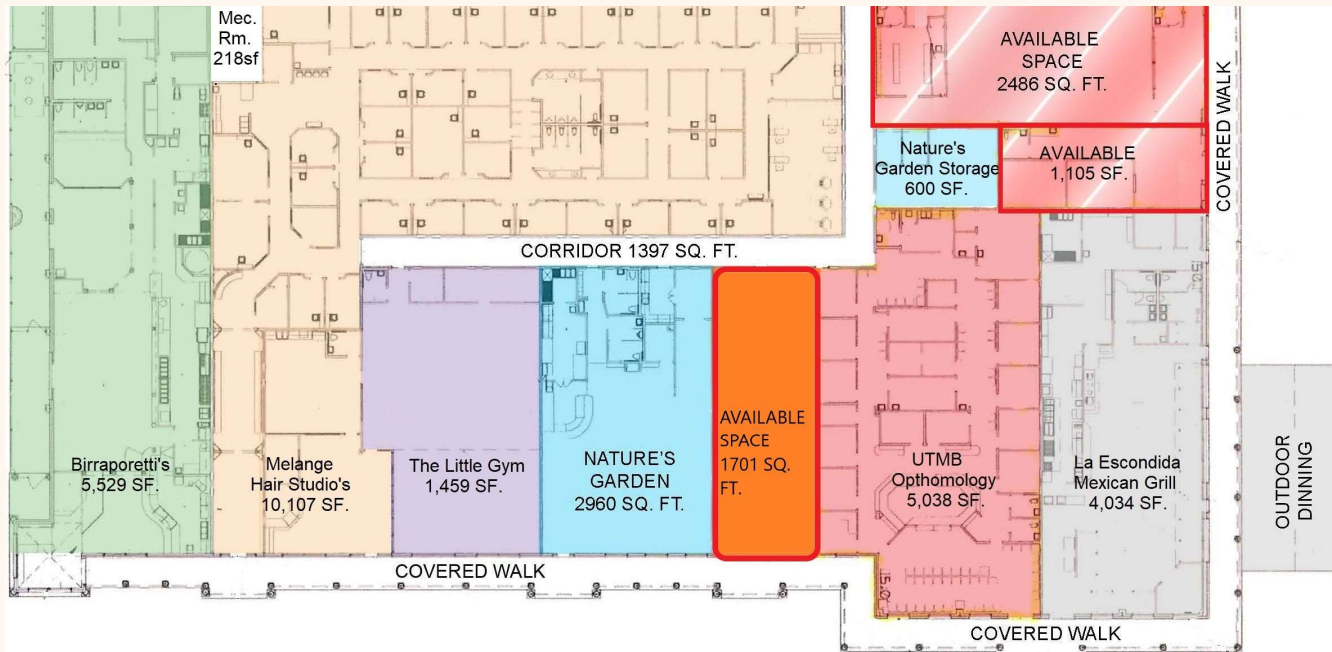 Mec.
Rm.
218sf
AVAILABLE
SPACE
2486 SQ. FT.
COVERED WALK
Nature's
Garden Storage
600 SF.
AVAILABLE
1,105 SF.
CORRIDOR 1397 SQ. FT.
Birraporetti's
5,529 SF.
Melange
Hair Studio's
10,107 SF.
The Little Gym
1,459 SF.
NATURE'S
GARDEN
2960 SQ. FT.
AVAILABLE
SPACE
1701 SQ.
FT.
UTMB
Opthomology
5,038 SF.
La Escondida
Mexican Grill
4,034 SF.
OUTDOOR
DINNING
COVERED WALK
COVERED WALK